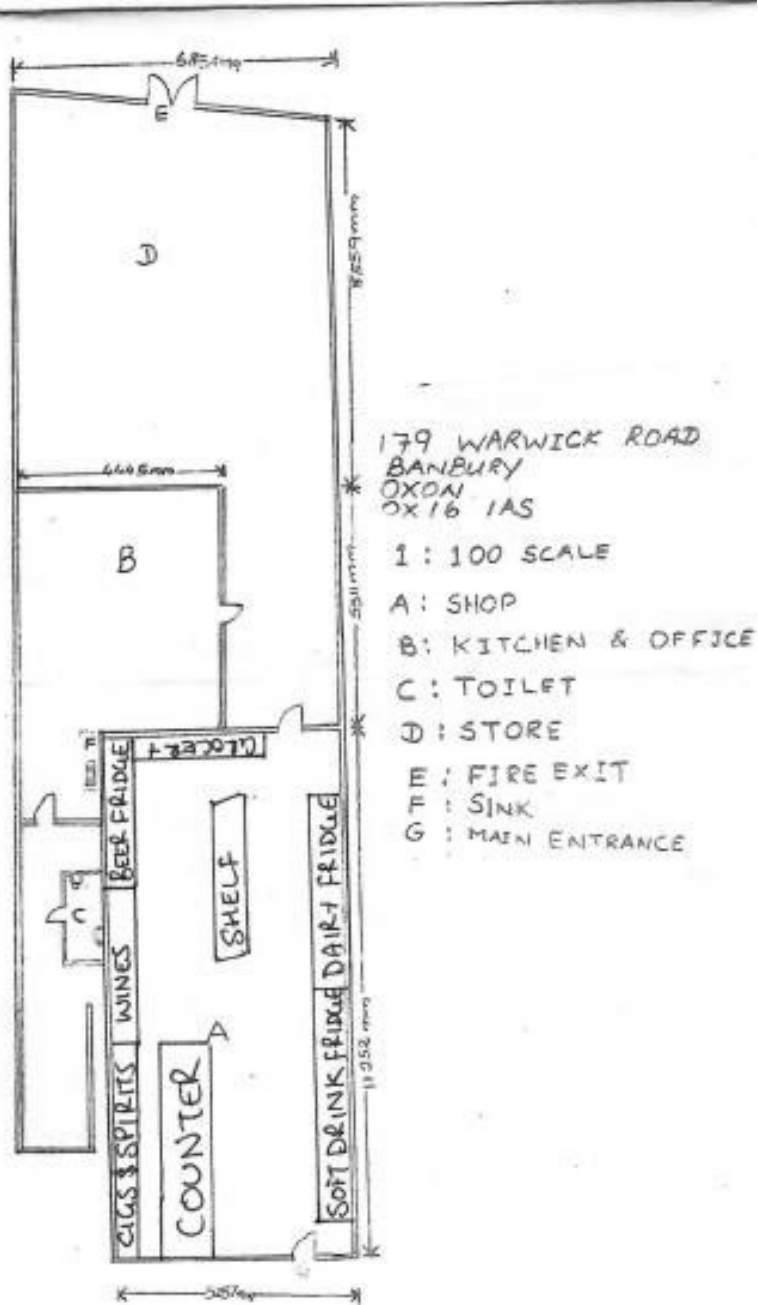 E
D
179 WARWICK ROAD
BANBURY
OXON
OX16 1AS
4445mm
B
1 : 100 SCALE
A : SHOP
B: KITCHEN & OFFICE
C : TOILET
D : STORE
E : FIRE EXIT
F : SINK
G : MAIN ENTRANCE
F
BEER FRIDGE
SHELF
DAIRY FRIDGE
C
WINES
A
CIGS & SPIRITS
COUNTER
SOFT DRINK FRIDGE